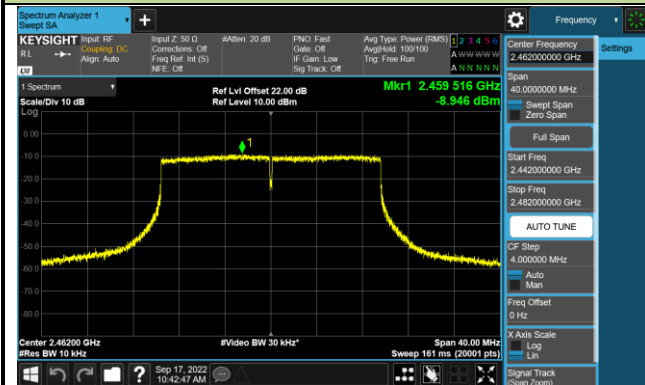 Spectrum Analyzer 1
Swept SA
+
Frequency
KEYSIGHT
RL
LXI
Input: RF
Coupling: DC
Align: Auto
Input Z: 50 Ω
Corrections: Off
Freq Ref: Int (S)
NFE: Off
#Atten: 20 dB
PNO: Fast
Gate: Off
IF Gain: Low
Sig Track: Off
Avg Type: Power (RMS)
Avg|Hold: 100/100
Trig: Free Run
1 2 3 4 5 6
A W W W W W
A N N N N N
Center Frequency
2.462000000 GHz
Settings
Span
40.0000000 MHz
Swept Span
Zero Span
Full Span
Start Freq
2.442000000 GHz
Stop Freq
2.482000000 GHz
AUTO TUNE
CF Step
4.000000 MHz
Auto
Man
Freq Offset
0 Hz
X Axis Scale
Log
Lin
Signal Track
(Span Zoom)
1 Spectrum
Scale/Div 10 dB
Log
Ref Lvl Offset 22.00 dB
Ref Level 10.00 dBm
Mkr1 2.459 516 GHz
-8.946 dBm
1
0.00
-10.0
-20.0
-30.0
-40.0
-50.0
-60.0
-70.0
-80.0
Center 2.46200 GHz
#Res BW 10 kHz
#Video BW 30 kHz*
Span 40.00 MHz
Sweep 161 ms (20001 pts)
?
Sep 17, 2022
10:42:47 AM